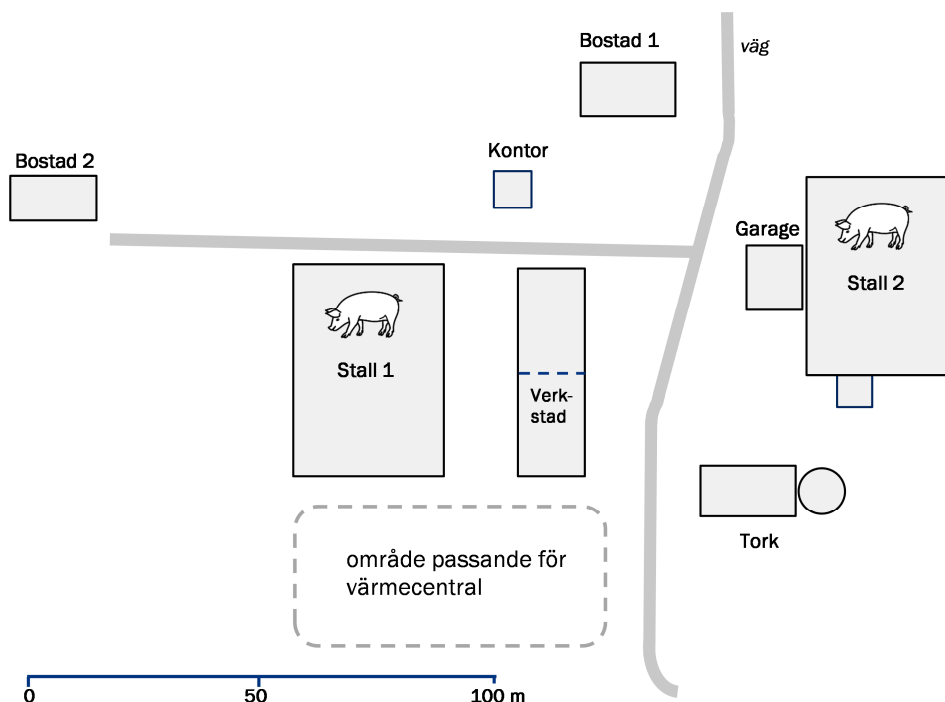 Bostad 1
väg
Kontor
Bostad 2
Garage
Stall 2
Stall 1
Verk-
stad
Tork
område passande för
värmecentral
0
50
100 m